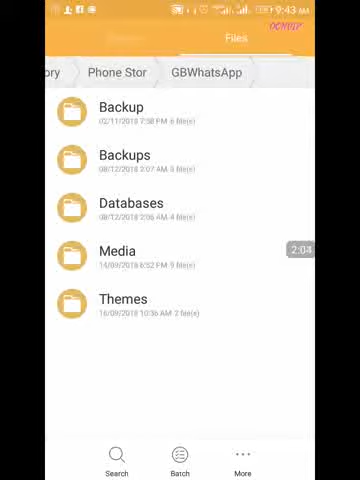 9:43 AM
Files
ory Phone Stor GBWhatsApp
Backup
02/11/2018 7:58 PM 6 file(s)
Backups
08/12/2018 2:07 AM 3 file(s)
Databases
08/12/2018 2:06 AM 4 file(s)
Media
14/09/2018 6:52 PM 9 file(s)
2:04
Themes
16/09/2018 10:36 AM 2 file(s)
Search Batch More